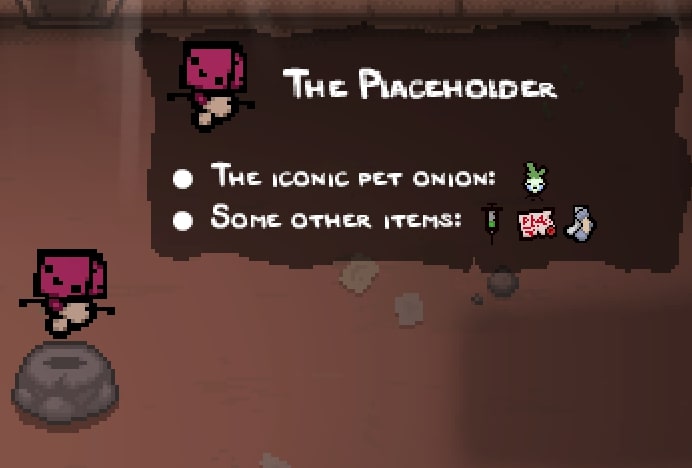 The Placeholder
The iconic pet onion:
Some other items: